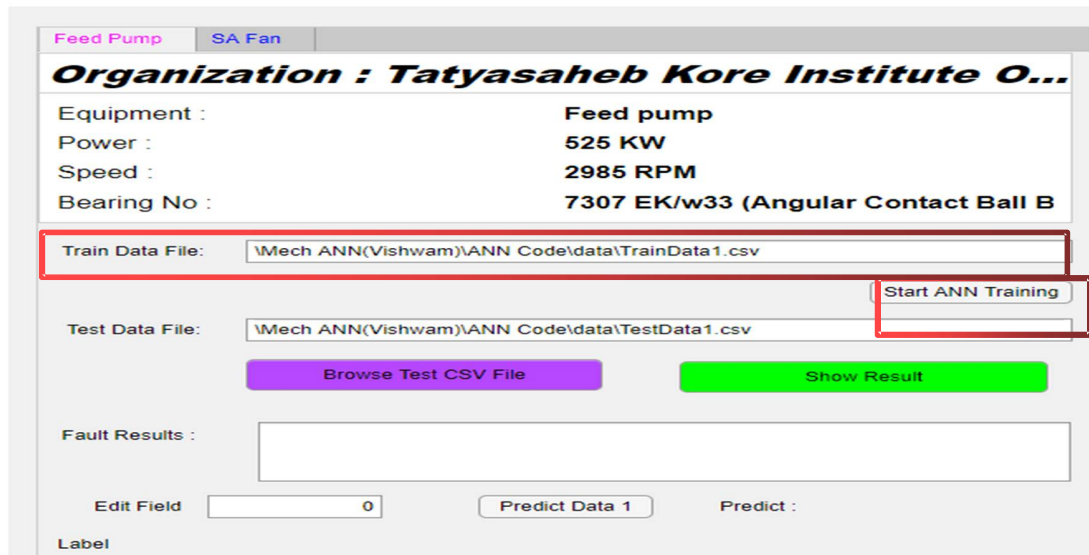 Feed Pump SA Fan
Organization : Tatyasaheb Kore Institute O...
Equipment : Feed pump
Power : 525 KW
Speed : 2985 RPM
Bearing No : 7307 EK/w33 (Angular Contact Ball B
Train Data File: \Mech ANN(Vishwam)\ANN Code\data\TrainData1.csv
Start ANN Training
Test Data File: \Mech ANN(Vishwam)\ANN Code\data\TestData1.csv
Browse Test CSV File Show Result
Fault Results :
Edit Field 0 Predict Data 1 Predict :
Label